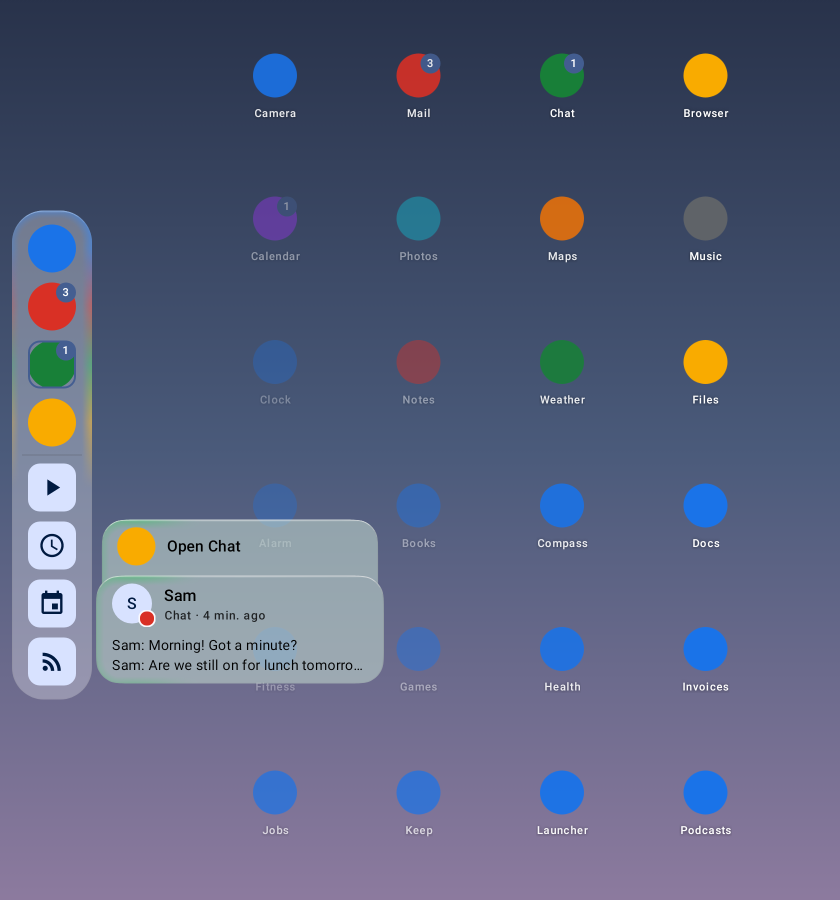 3
1
Camera
Mail
Chat
Browser
1
Calendar
Photos
Maps
Music
3
1
Clock
Notes
Weather
Files
Open Chat
Alarm
Books
Compass
Docs
S
Sam
Chat · 4 min. ago
Sam: Morning! Got a minute?
Sam: Are we still on for lunch tomorro…
Fitness
Games
Health
Invoices
Jobs
Keep
Launcher
Podcasts